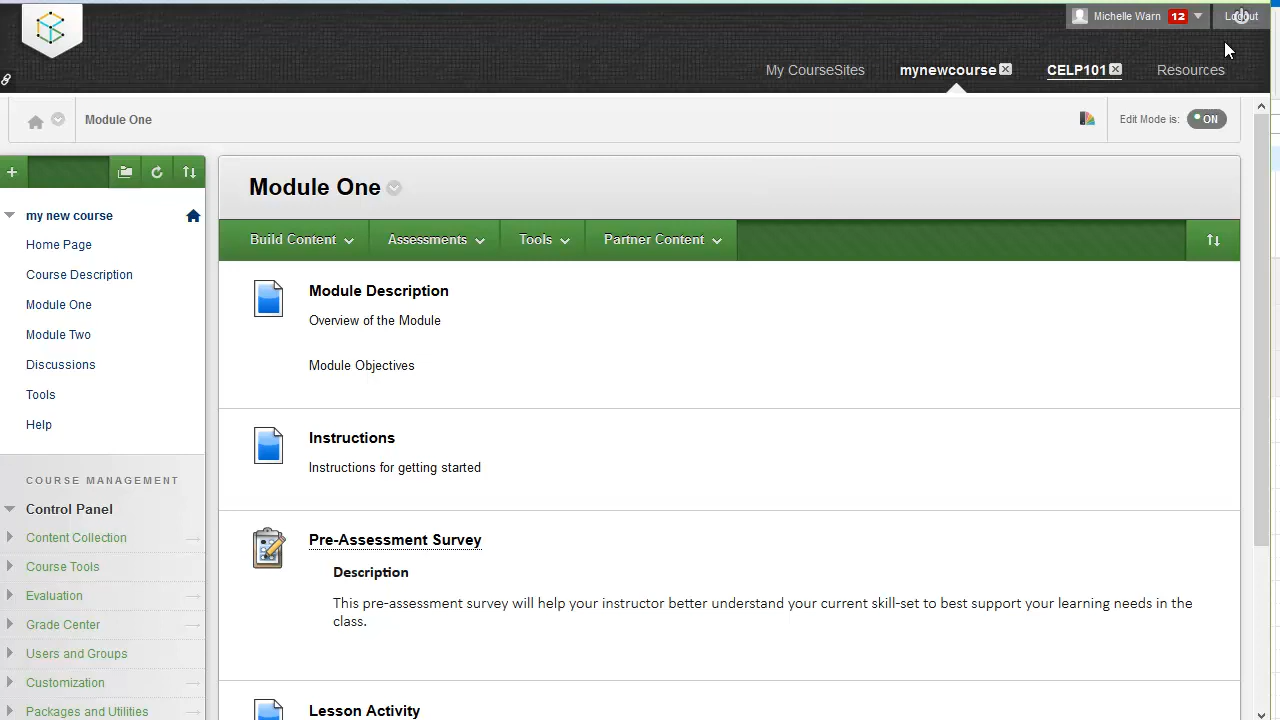 Michelle Warn 12 Logout
My CourseSites mynewcourse CELP101 Resources
Module One Edit Mode is: ON
my new course
Home Page
Course Description
Module One
Module Two
Discussions
Tools
Help
COURSE MANAGEMENT
Control Panel
Content Collection
Course Tools
Evaluation
Grade Center
Users and Groups
Customization
Packages and Utilities
Module One
Build Content Assessments Tools Partner Content
Module Description
Overview of the Module
Module Objectives
Instructions
Instructions for getting started
Pre-Assessment Survey
Description
This pre-assessment survey will help your instructor better understand your current skill-set to best support your learning needs in the
class.
Lesson Activity